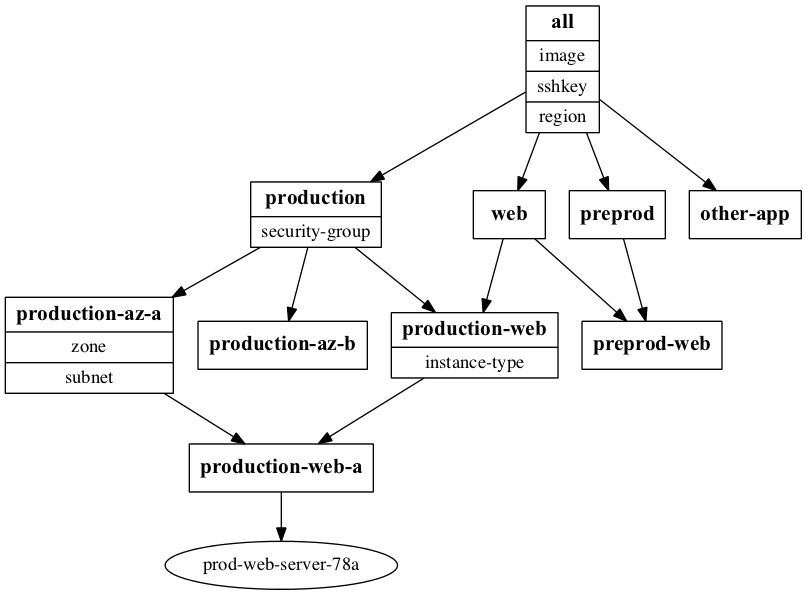 all
image
sshkey
region
production
security-group
web
preprod
other-app
production-az-a
zone
subnet
production-az-b
production-web
instance-type
preprod-web
production-web-a
prod-web-server-78a